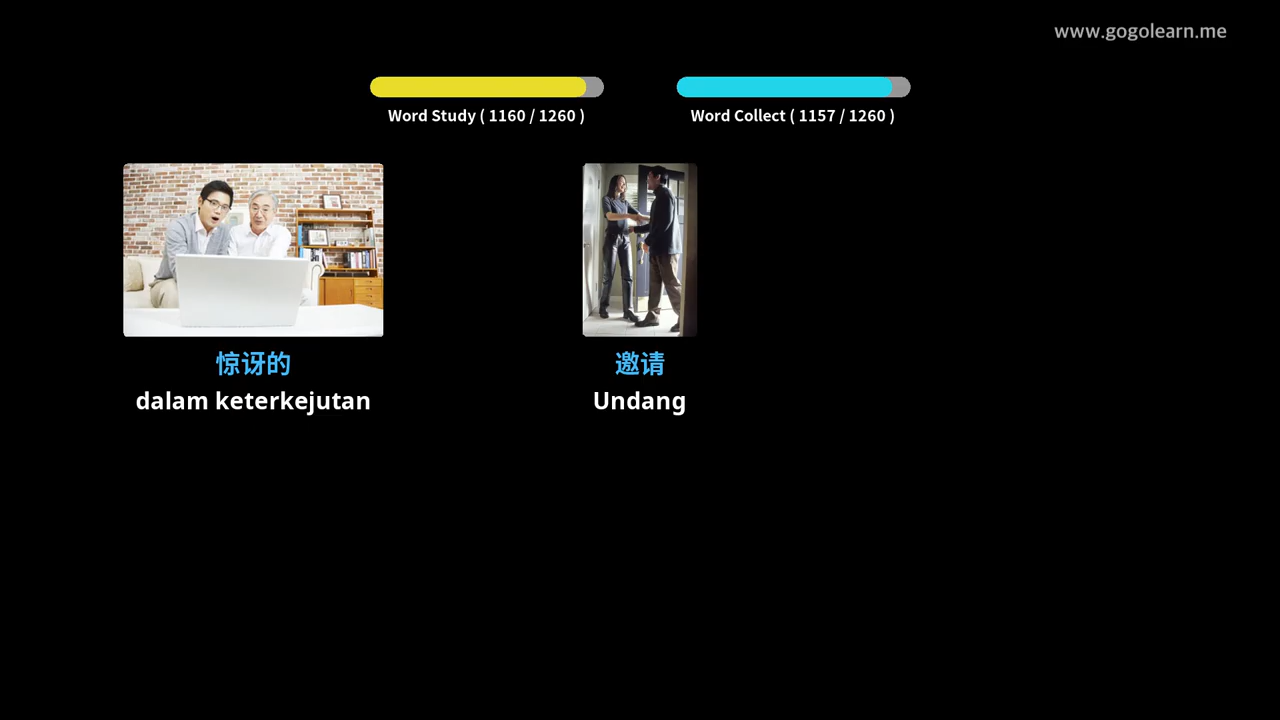 www.gogolearn.me
Word Study ( 1160 / 1260 )
Word Collect ( 1157 / 1260 )
惊讶的
dalam keterkejutan
邀请
Undang